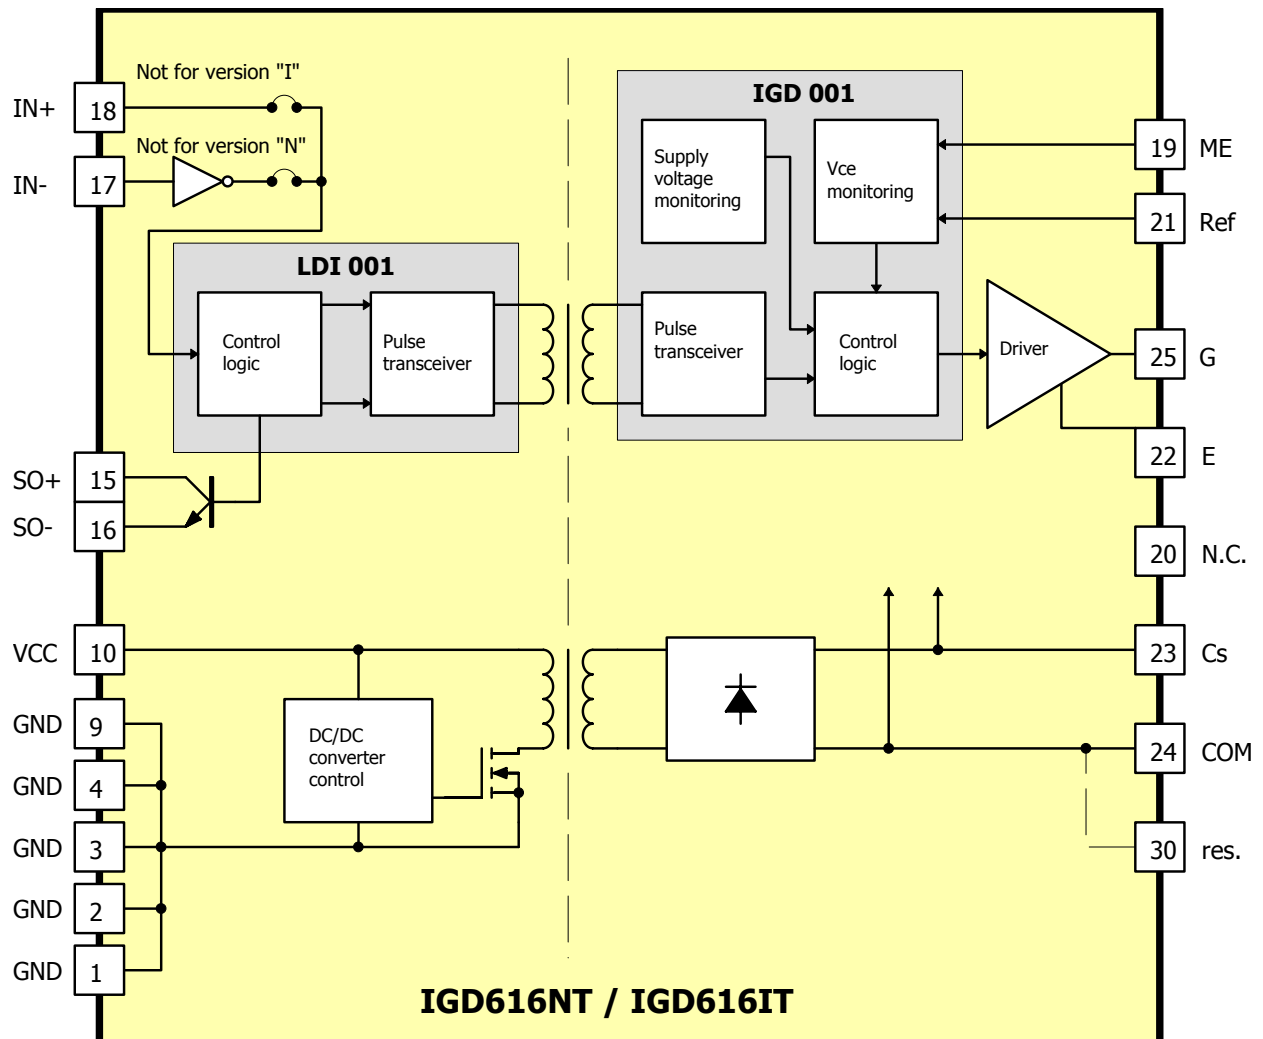 Not for version "I"
IN+
18
Not for version "N"
IN-
17
LDI 001
Control
logic
Pulse
transceiver
SO+
15
SO-
16
VCC
10
GND
9
GND
4
GND
3
GND
2
GND
1
DC/DC
converter
control
IGD 001
Supply
voltage
monitoring
Vce
monitoring
Pulse
transceiver
Control
logic
Driver
19
ME
21
Ref
25
G
22
E
20
N.C.
23
Cs
24
COM
30
res.
IGD616NT / IGD616IT